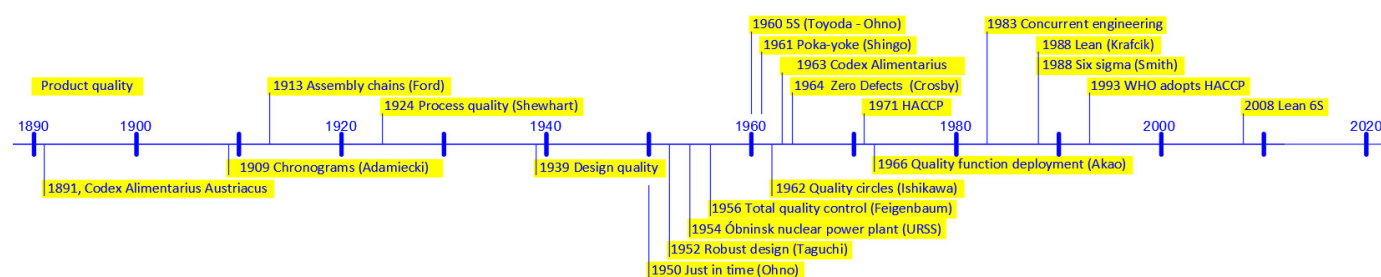 1960 5S (Toyoda - Ohno)
1983 Concurrent engineering
1961 Poka-yoke (Shingo)
1988 Lean (Krafcik)
1963 Codex Alimentarius
1988 Six sigma (Smith)
Product quality
1913 Assembly chains (Ford)
1964 Zero Defects (Crosby)
1993 WHO adopts HACCP
1924 Process quality (Shewhart)
1971 HACCP
2008 Lean 6S
1890 1900 1920 1940 1960 1980 2000 2020
1909 Chronograms (Adamiecki)
1939 Design quality
1966 Quality function deployment (Akao)
1891, Codex Alimentarius Austriacus
1962 Quality circles (Ishikawa)
1956 Total quality control (Feigenbaum)
1954 Óbninsk nuclear power plant (URSS)
1952 Robust design (Taguchi)
1950 Just in time (Ohno)